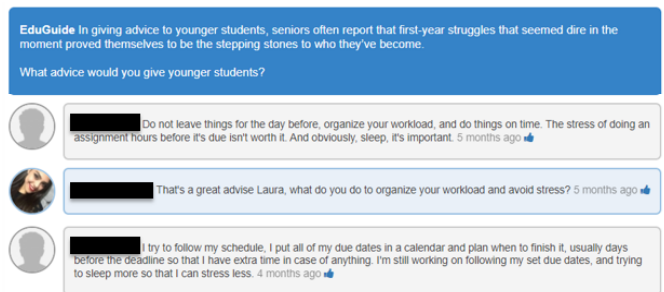 EduGuide In giving advice to younger students, seniors often report that first-year struggles that seemed dire in the
moment proved themselves to be the stepping stones to who they've become.
What advice would you give younger students?
Do not leave things for the day before, organize your workload, and do things on time. The stress of doing an
assignment hours before it's due isn't worth it. And obviously, sleep, it's important. 5 months ago
That's a great advise Laura, what do you do to organize your workload and avoid stress? 5 months ago
I try to follow my schedule, I put all of my due dates in a calendar and plan when to finish it, usually days
before the deadline so that I have extra time in case of anything. I'm still working on following my set due dates, and trying
to sleep more so that I can stress less. 4 months ago